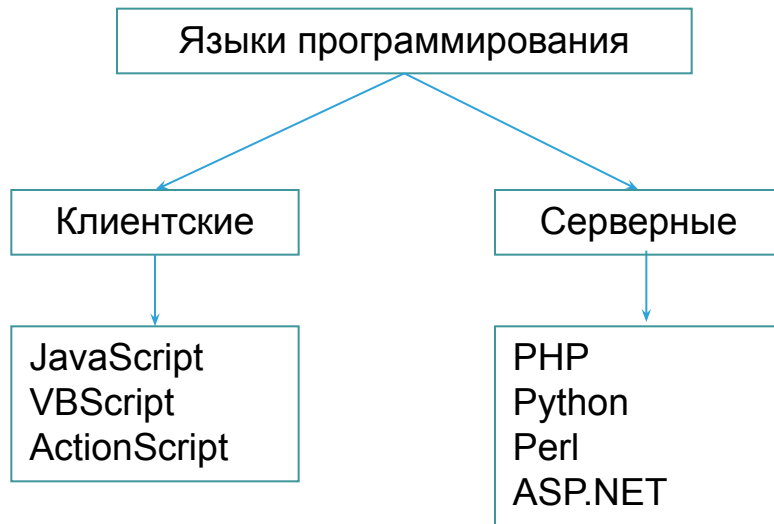 Языки программирования
Клиентские
Серверные
JavaScript
VBScript
ActionScript
PHP
Python
Perl
ASP.NET